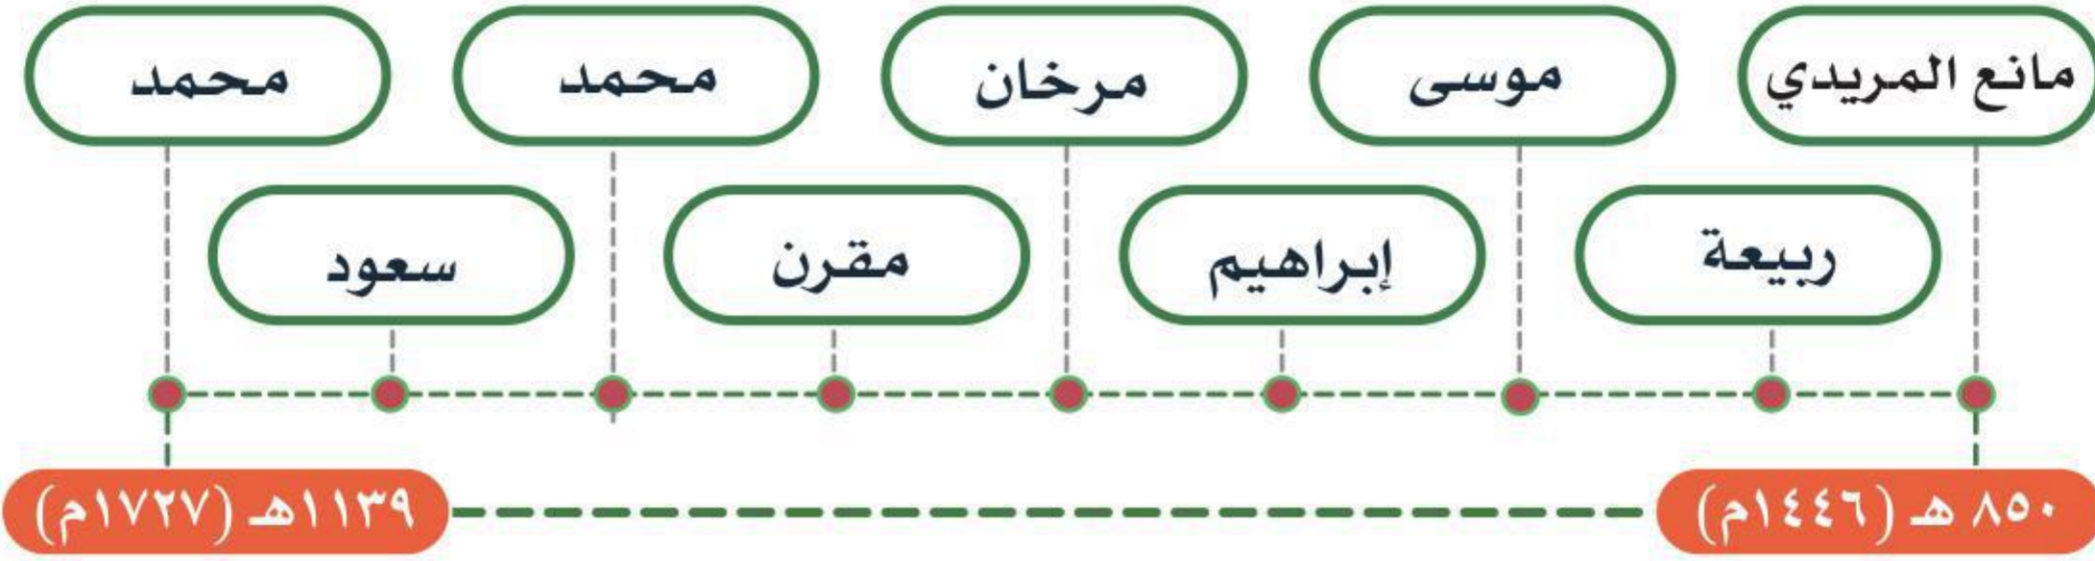 مانع المريدي
ربيعة
موسى
إبراهيم
مرخان
مقرن
محمد
سعود
محمد
٨٥٠ هـ (١٤٤٦م)
١١٣٩هـ (١٧٢٧م)